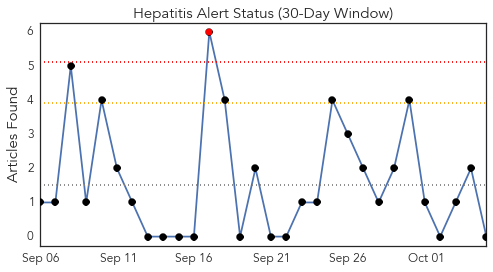 Hepatitis Alert Status (30-Day Window)
Articles Found
6
5
4
3
2
1
0
Sep 06 Sep 11 Sep 16 Sep 21 Sep 26 Oct 01